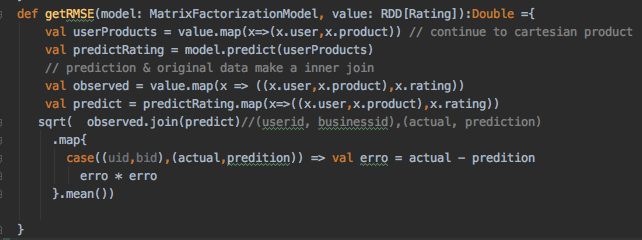 def getRMSE(model: MatrixFactorizationModel, value: RDD[Rating]):Double ={
val userProducts = value.map(x=>(x.user,x.product)) // continue to cartesian product
val predictRating = model.predict(userProducts)
// prediction & original data make a inner join
val observed = value.map(x => ((x.user,x.product),x.rating))
val predict = predictRating.map(x=>((x.user,x.product),x.rating))
sqrt( observed.join(predict)//(userid, businessid),(actual, prediction)
.map{
case((uid,bid),(actual,predition)) => val erro = actual - predition
erro * erro
}.mean())
}